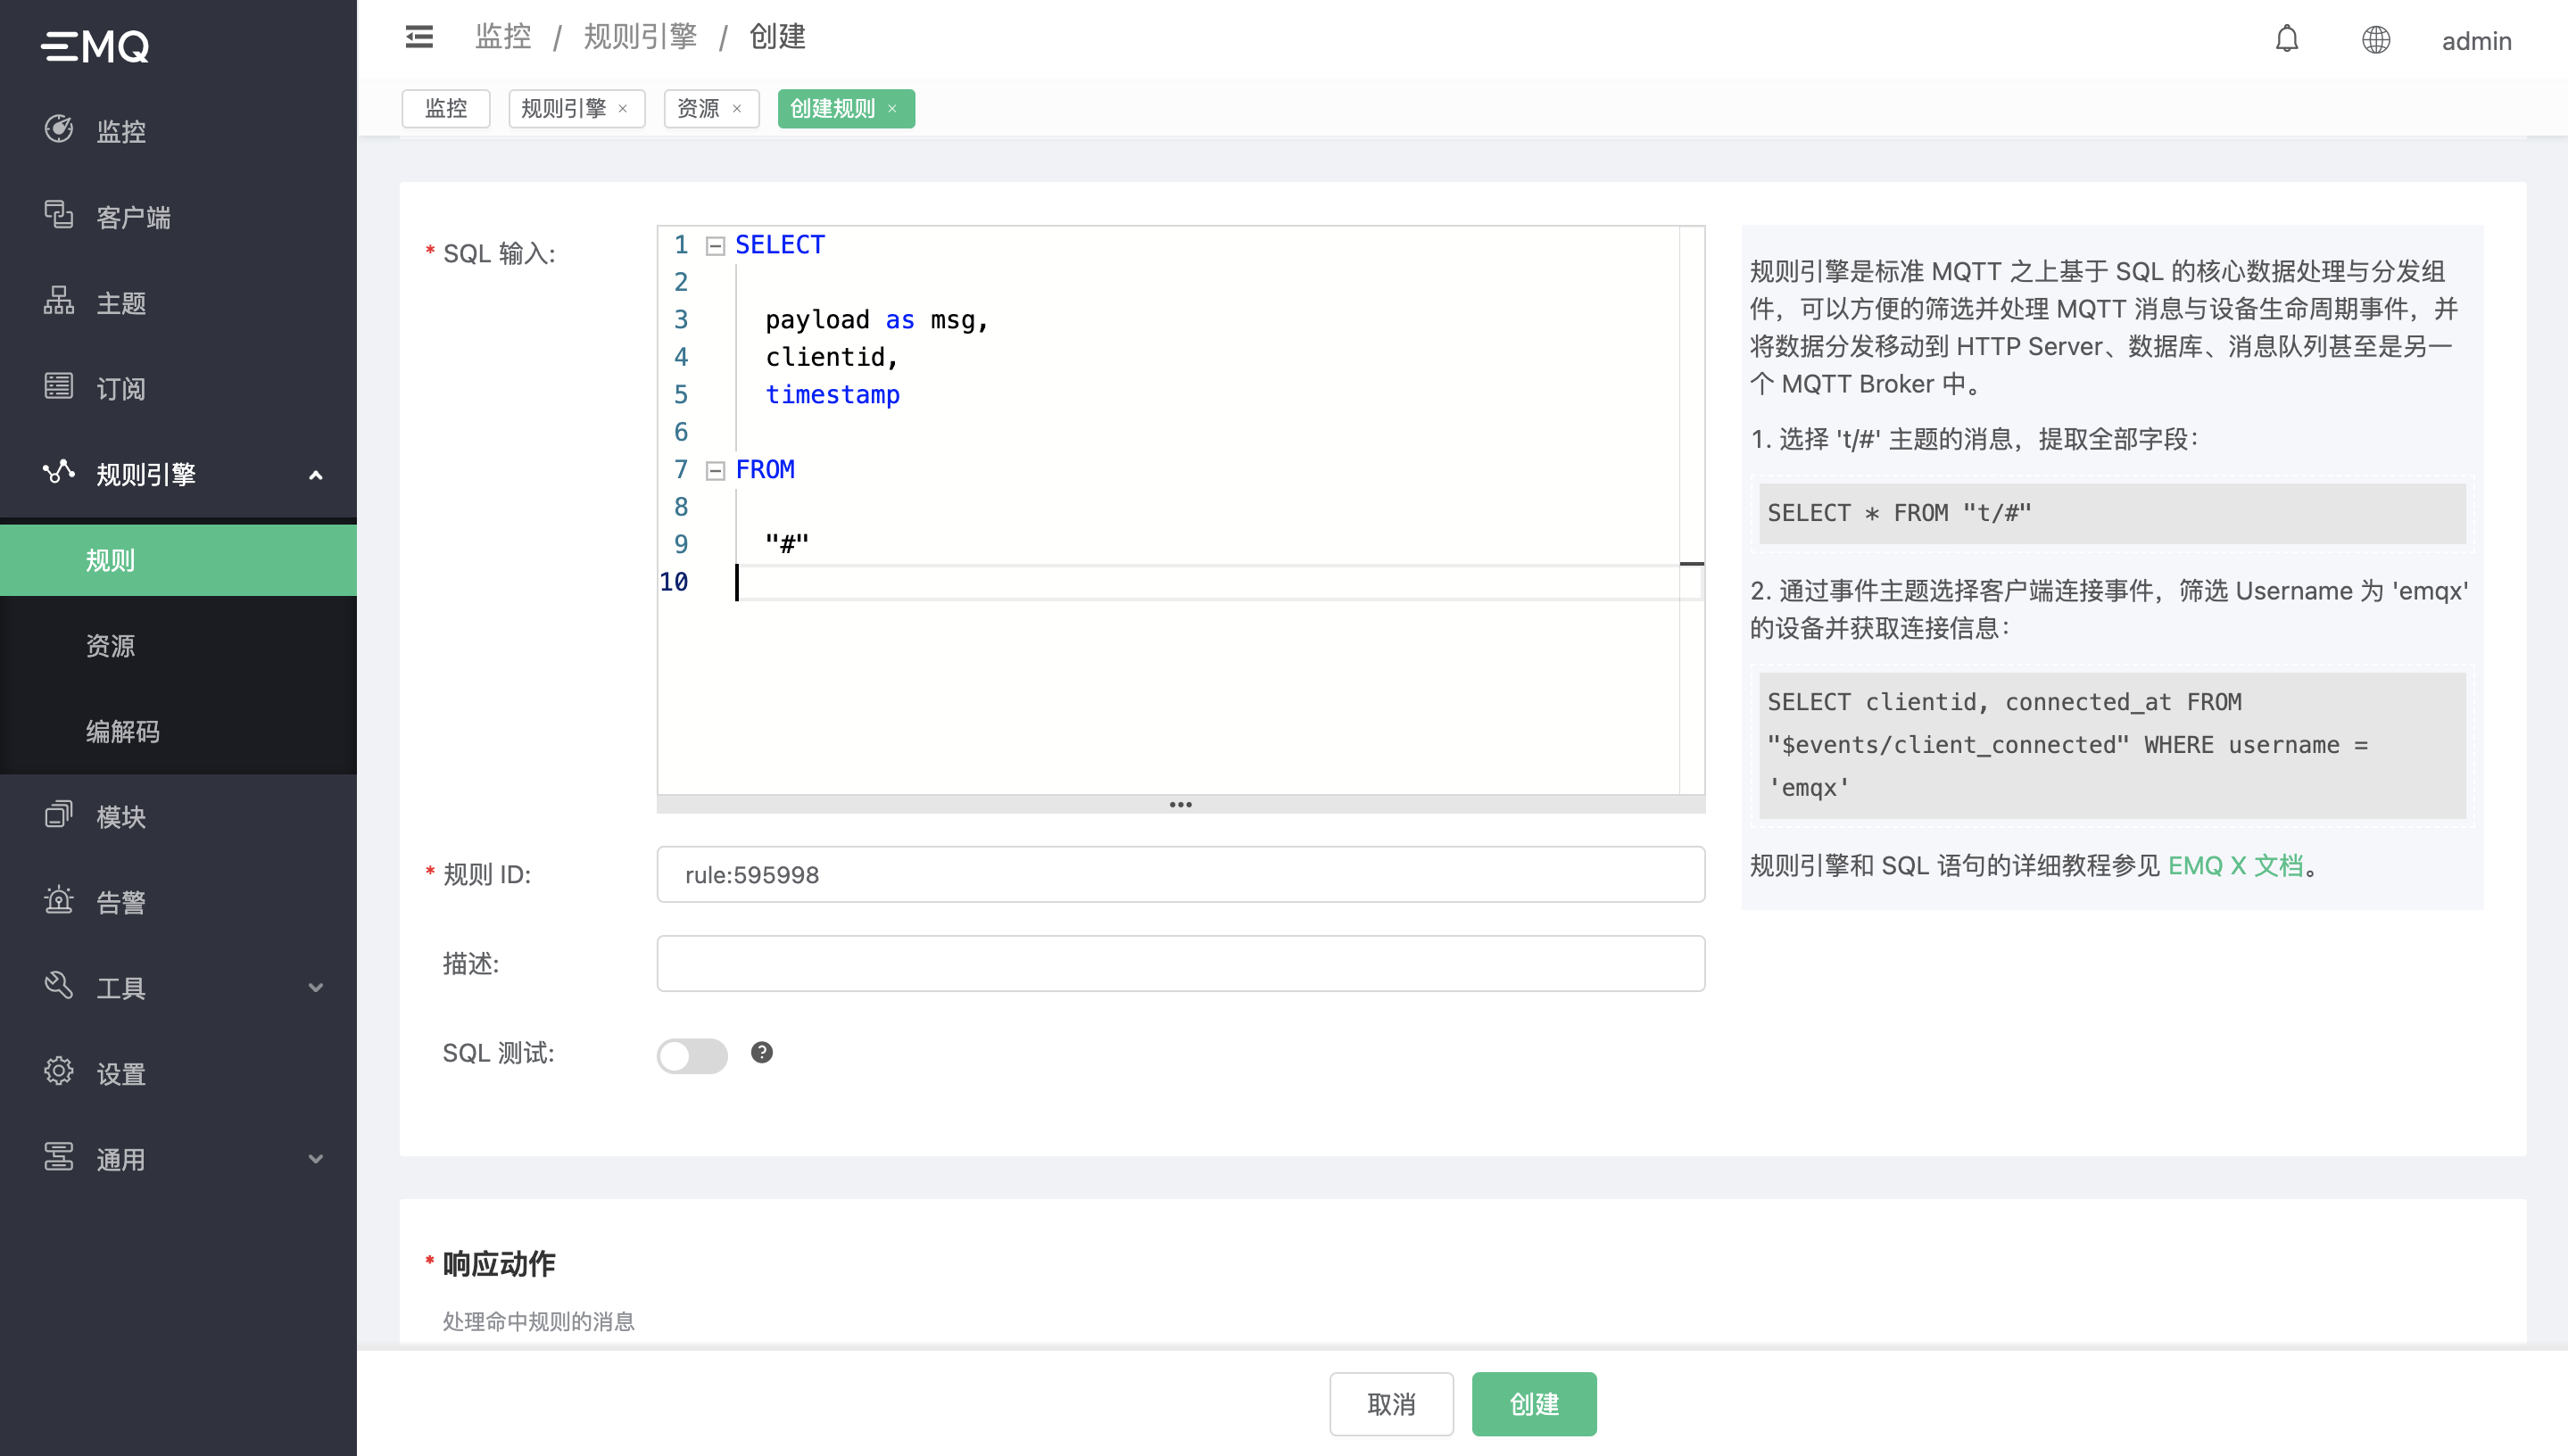 EMQ
监控
客户端
主题
订阅
规则引擎
规则
资源
编解码
模块
告警
工具
设置
通用
监控 / 规则引擎 / 创建
admin
监控
规则引擎 ×
资源 ×
创建规则 ×
* SQL 输入:
1 SELECT
2
3 payload as msg,
4 clientid,
5 timestamp
6
7 FROM
8
9 "#"
10
规则引擎是标准 MQTT 之上基于 SQL 的核心数据处理与分发组
件，可以方便的筛选并处理 MQTT 消息与设备生命周期事件，并
将数据分发移动到 HTTP Server、数据库、消息队列甚至是另一
个 MQTT Broker 中。
1. 选择 't/#' 主题的消息，提取全部字段：
SELECT * FROM "t/#"
2. 通过事件主题选择客户端连接事件，筛选 Username 为 'emqx'
的设备并获取连接信息：
SELECT clientid, connected_at FROM
"$events/client_connected" WHERE username =
'emqx'
规则引擎和 SQL 语句的详细教程参见 EMQ X 文档。
* 规则 ID:
rule:595998
描述:
SQL 测试:
* 响应动作
处理命中规则的消息
取消
创建